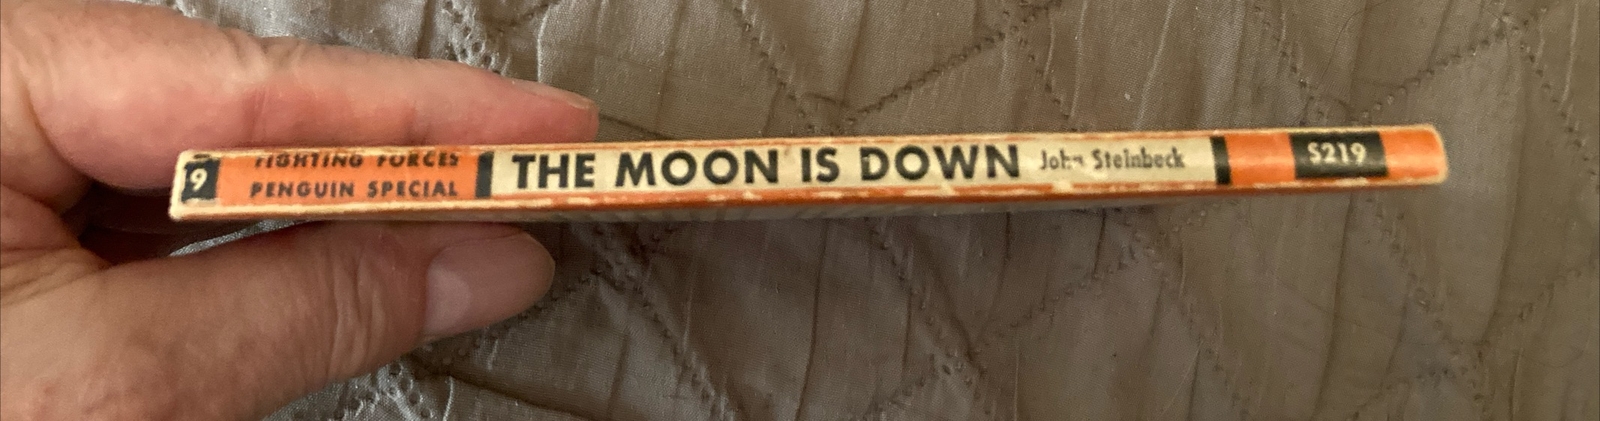 9
FIGHTING FORCES
PENGUIN SPECIAL
THE MOON IS DOWN
John Steinbeck
S219